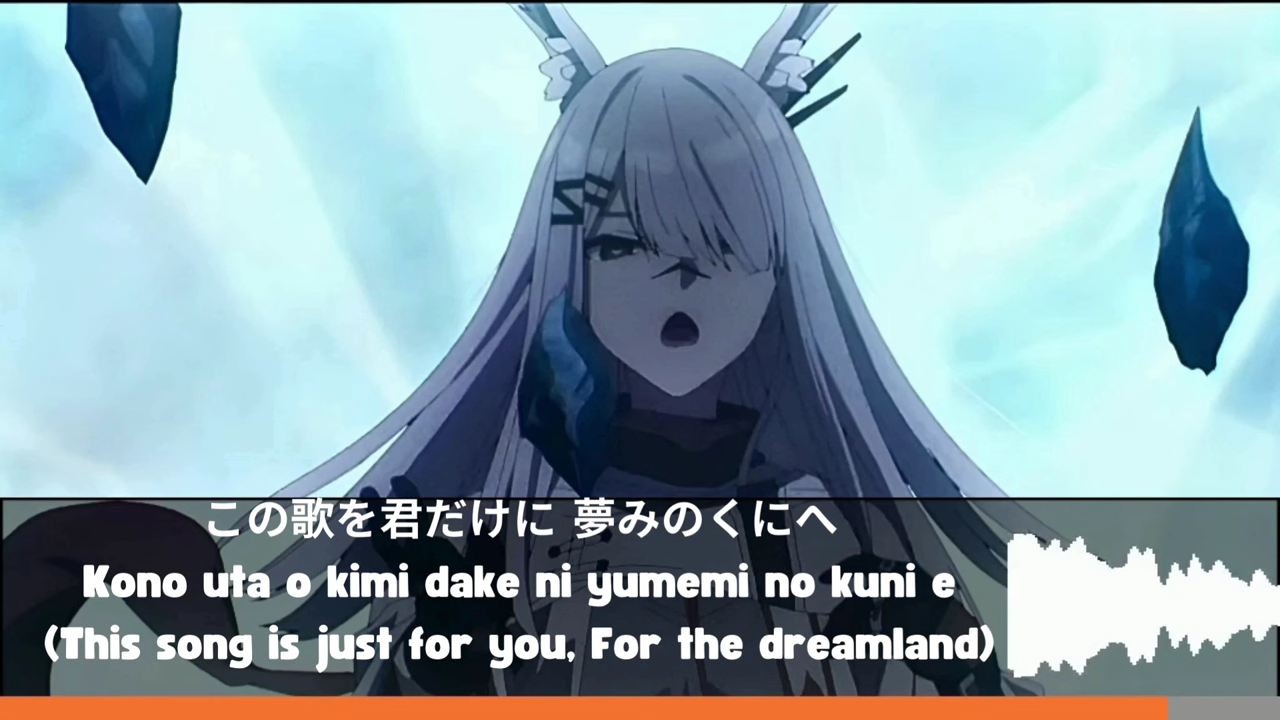 この歌を君だけに 夢みのくにへ
Kono uta o kimi dake ni yumemi no kuni e
(This song is just for you, For the dreamland)